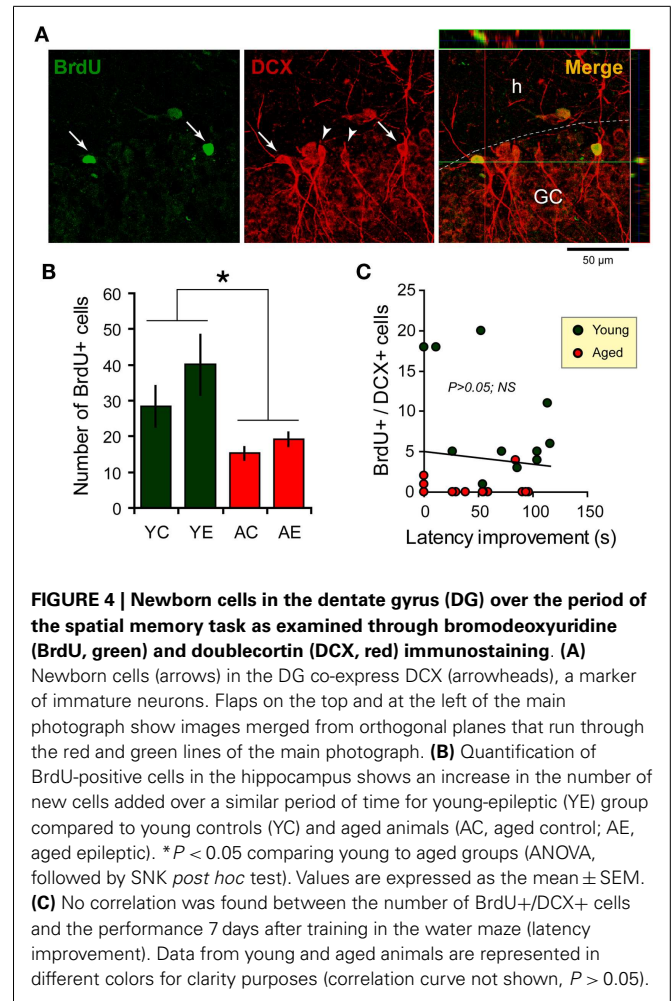 A
BrdU
DCX
Merge
h
GC
50 µm
B
*
Number of BrdU+ cells
60
50
40
30
20
10
0
YC YE AC AE
C
BrdU+ / DCX+ cells
25
20
15
10
5
0
Young
Aged
P>0.05; NS
0 50 100 150
Latency improvement (s)
FIGURE 4 | Newborn cells in the dentate gyrus (DG) over the period of
the spatial memory task as examined through bromodeoxyuridine
(BrdU, green) and doublecortin (DCX, red) immunostaining. (A)
Newborn cells (arrows) in the DG co-express DCX (arrowheads), a marker
of immature neurons. Flaps on the top and at the left of the main
photograph show images merged from orthogonal planes that run through
the red and green lines of the main photograph. (B) Quantification of
BrdU-positive cells in the hippocampus shows an increase in the number of
new cells added over a similar period of time for young-epileptic (YE) group
compared to young controls (YC) and aged animals (AC, aged control; AE,
aged epileptic). *P < 0.05 comparing young to aged groups (ANOVA,
followed by SNK post hoc test). Values are expressed as the mean ± SEM.
(C) No correlation was found between the number of BrdU+/DCX+ cells
and the performance 7 days after training in the water maze (latency
improvement). Data from young and aged animals are represented in
different colors for clarity purposes (correlation curve not shown, P > 0.05).